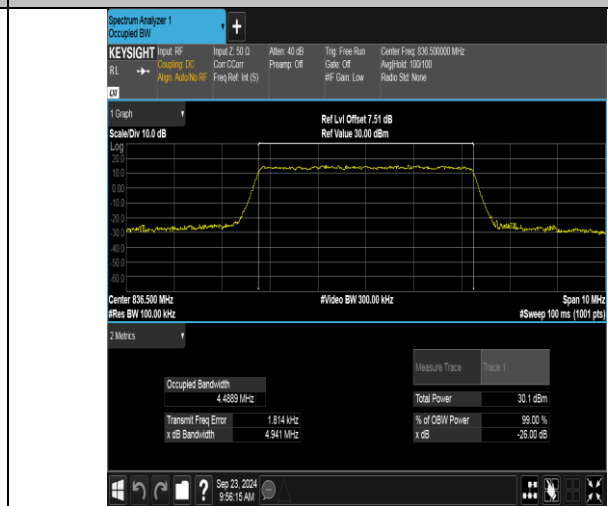 Spectrum Analyzer 1
Occupied BW
+
KEYSIGHT Input: RF Input Z: 50 Ω Atten: 40 dB Trig: Free Run Center Freq: 836.500000 MHz
RL Coupling: DC Corr CCorr Preamp: Off Gate: Off Avg|Hold: 100/100
Align: Auto/No RF Freq Ref: Int (S) #IF Gain: Low Radio Std: None
LXI
1 Graph
Ref Lvl Offset 7.51 dB
Scale/Div 10.0 dB Ref Value 30.00 dBm
Log
20.0
10.0
0.00
-10.0
-20.0
-30.0
-40.0
-50.0
-60.0
Center 836.500 MHz #Video BW 300.00 kHz Span 10 MHz
#Res BW 100.00 kHz #Sweep 100 ms (1001 pts)
2 Metrics
Measure Trace Trace 1
Occupied Bandwidth
4.4889 MHz Total Power 30.1 dBm
Transmit Freq Error 1.814 kHz % of OBW Power 99.00 %
x dB Bandwidth 4.941 MHz x dB -26.00 dB
? Sep 23, 2024
9:56:15 AM